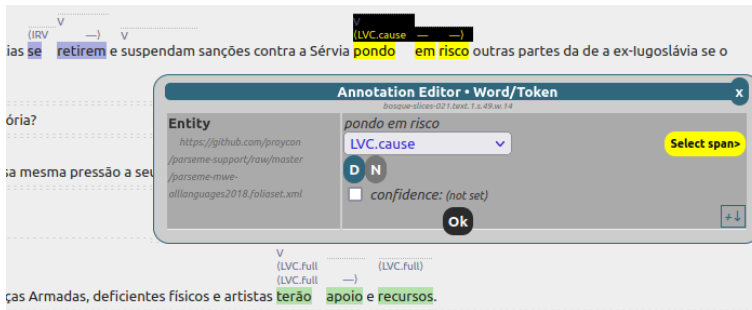 V V
(IRV —) V (LVC.cause — —)
ias se retirem e suspendam sanções contra a Sérvia pondo em risco outras partes da de a ex-Iugoslávia se o
Annotation Editor • Word/Token x
bosque-slices-021.text.1.s.49.w.14
ória?
Entity pondo em risco
https://github.com/proycon LVC.cause Select span>
/parseme-support/raw/master
sa mesma pressão a seu
/parseme-mwe- D N
alllanguages2018.foliaset.xml confidence: (not set)
Ok +↓
V
(LVC.full (LVC.full)
(LVC.full —)
ças Armadas, deficientes físicos e artistas terão apoio e recursos.